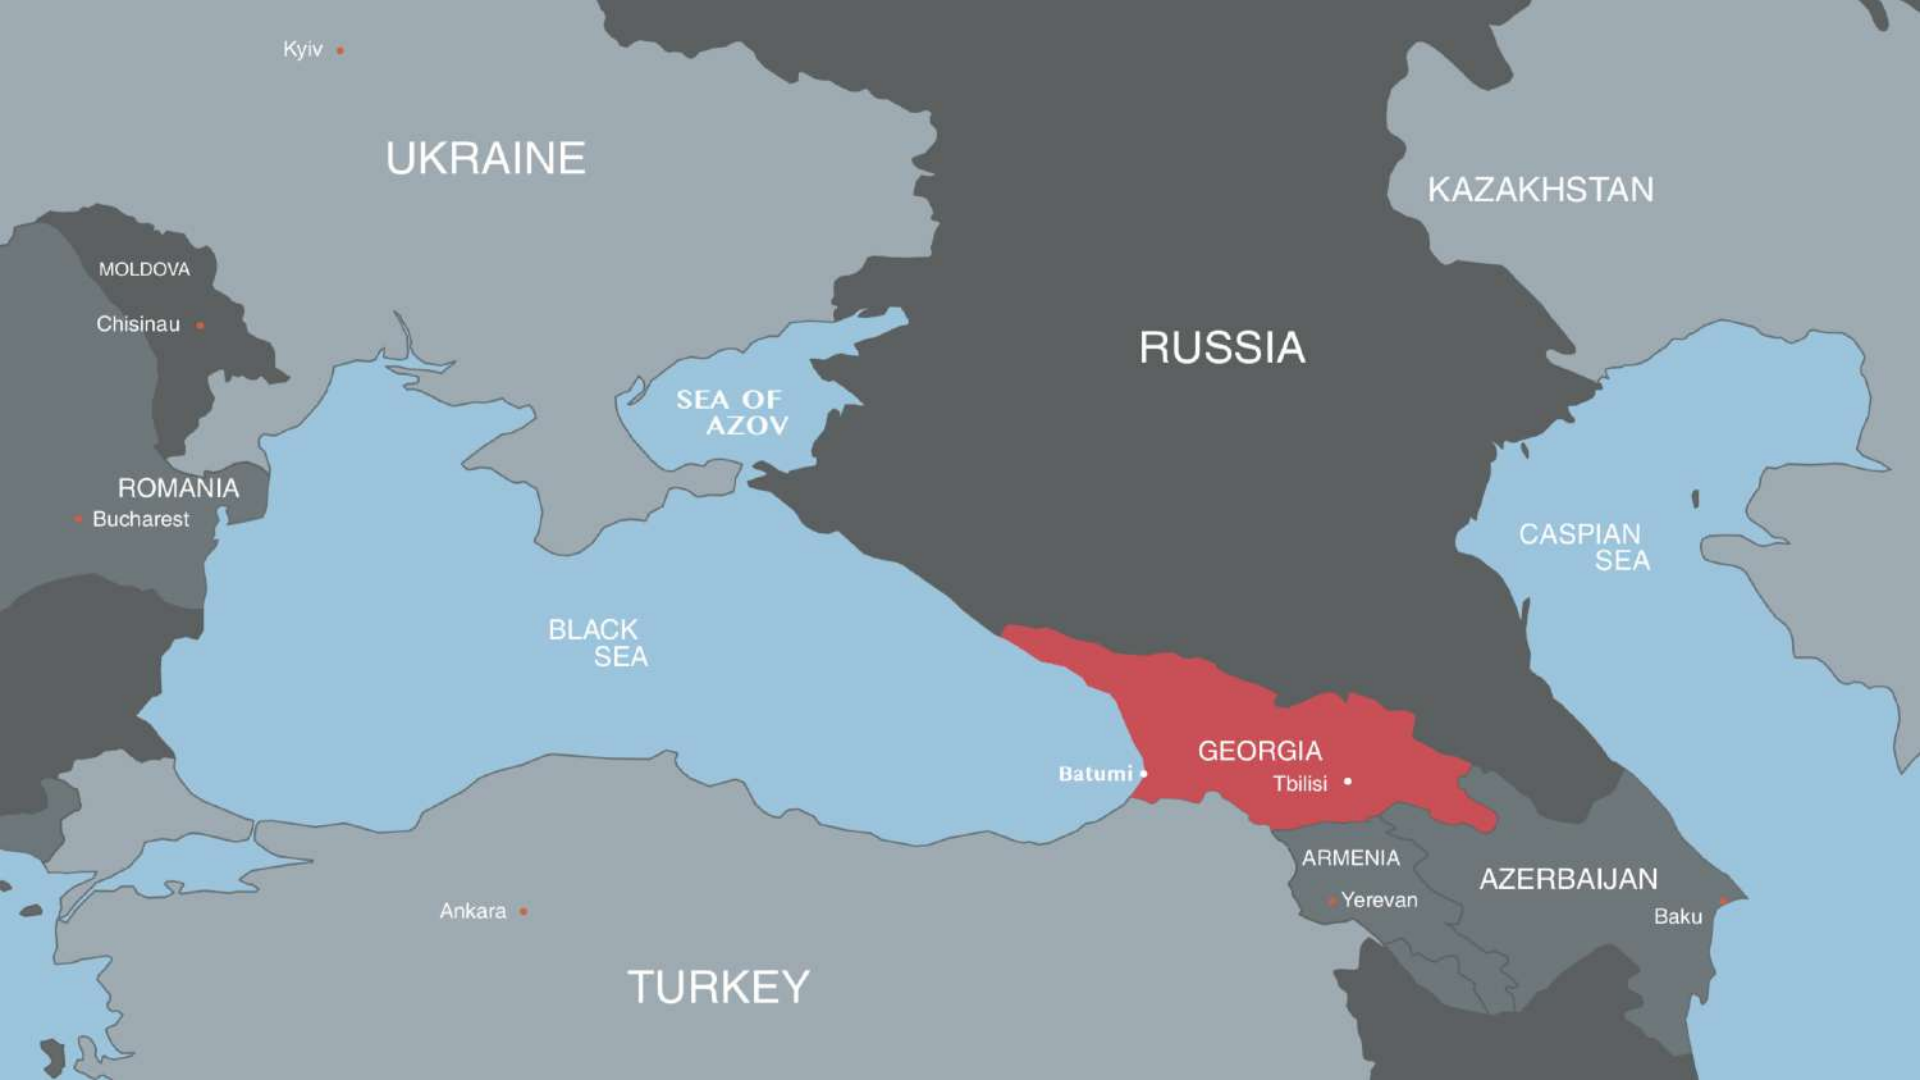 Kyiv
UKRAINE
KAZAKHSTAN
MOLDOVA
Chisinau
RUSSIA
SEA OF
AZOV
ROMANIA
Bucharest
CASPIAN
SEA
BLACK
SEA
GEORGIA
Batumi
Tbilisi
ARMENIA
AZERBAIJAN
Yerevan
Baku
Ankara
TURKEY